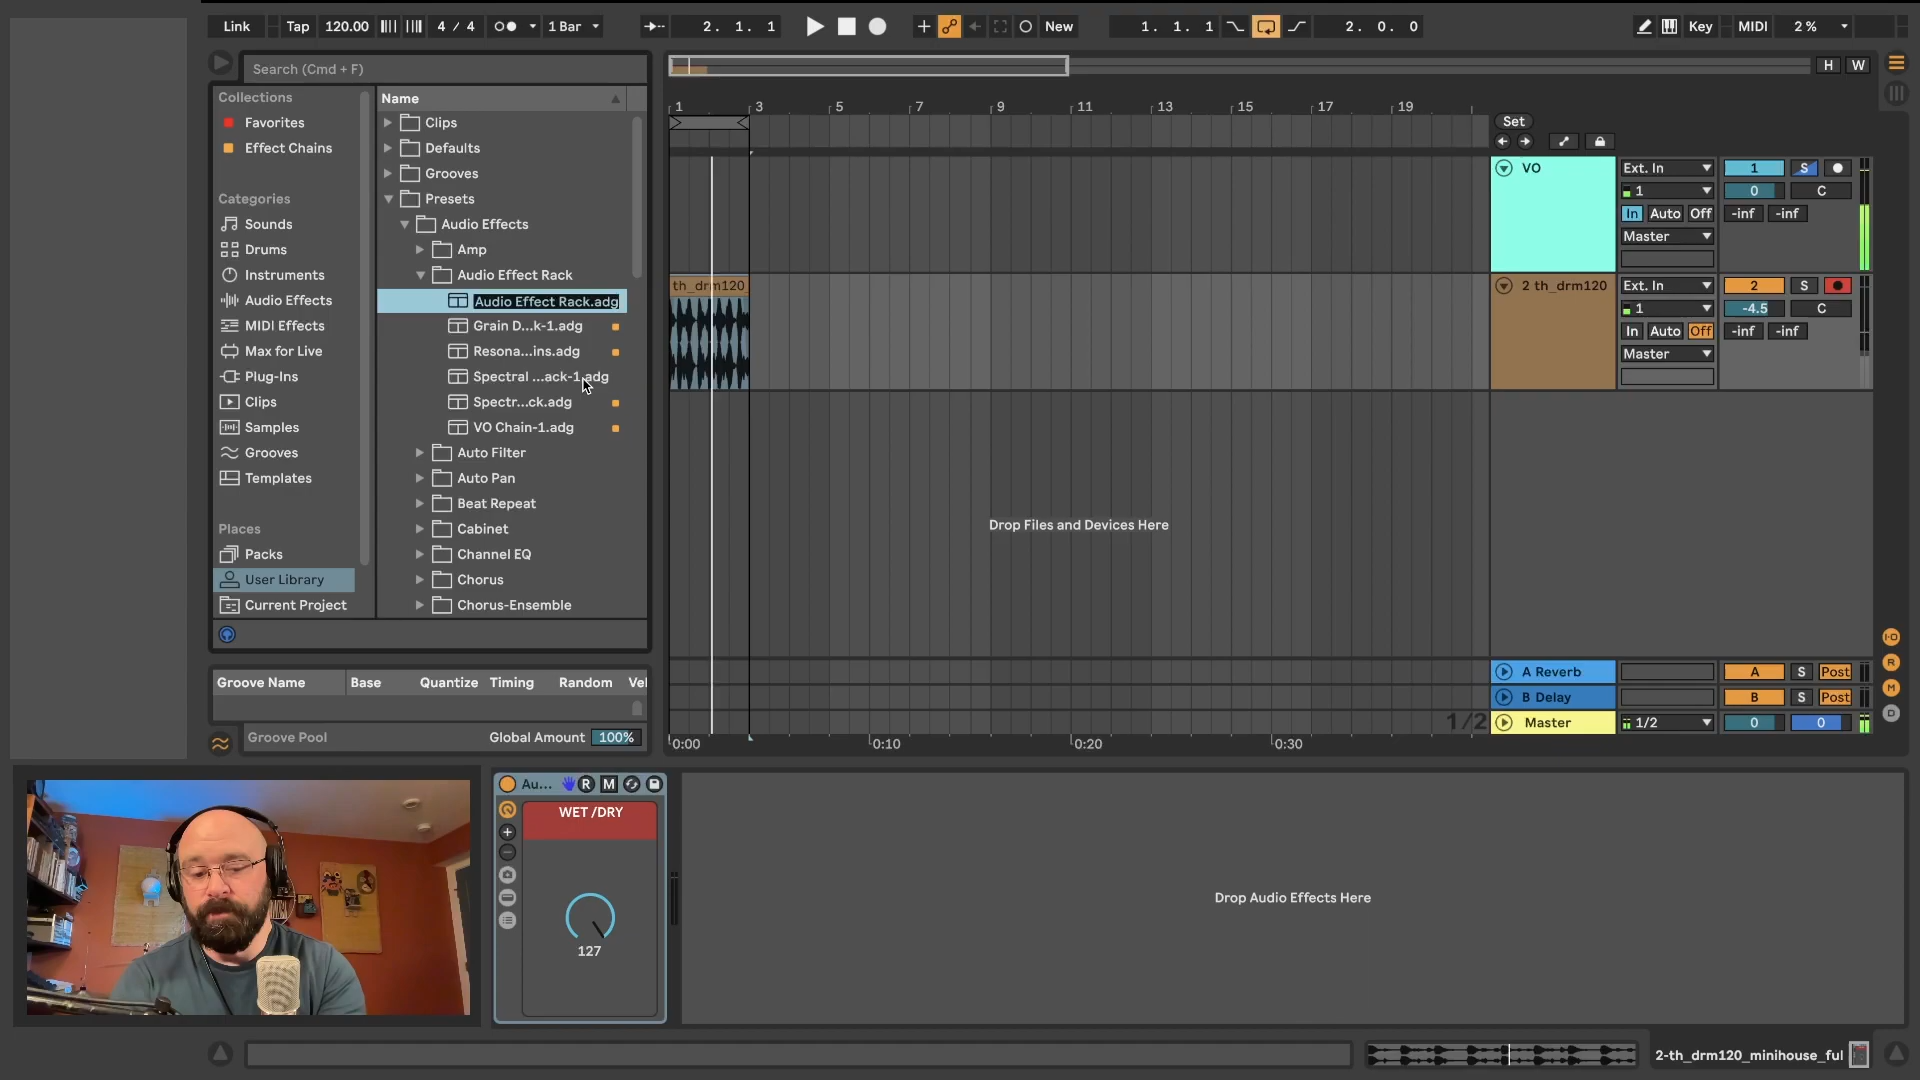 Link Tap 120.00 4 / 4 1 Bar 2. 1. 1 New 1. 1. 1 2. 0. 0 Key MIDI 2 %
Search (Cmd + F)
H W
Collections
Favorites
Effect Chains
Categories
Sounds
Drums
Instruments
Audio Effects
MIDI Effects
Max for Live
Plug-Ins
Clips
Samples
Grooves
Templates
Places
Packs
User Library
Current Project
Name
Clips
Defaults
Grooves
Presets
Audio Effects
Amp
Audio Effect Rack
Audio Effect Rack.adg
Grain D...k-1.adg
Resona...ins.adg
Spectral ...ack-1.adg
Spectr...ck.adg
VO Chain-1.adg
Auto Filter
Auto Pan
Beat Repeat
Cabinet
Channel EQ
Chorus
Chorus-Ensemble
1 3 5 7 9 11 13 15 17 19
Set
VO Ext. In 1 S
1 0 C
In Auto Off -inf -inf
Master
th_drm120
2 th_drm120 Ext. In 2 S
1 -4.5 C
In Auto Off -inf -inf
Master
Drop Files and Devices Here
A Reverb A S Post
B Delay B S Post
1/2 Master 1/2 0 0
0:00 0:10 0:20 0:30
I·O
R
M
D
Groove Name Base Quantize Timing Random Vel
Groove Pool Global Amount 100%
Au... R M
WET /DRY
127
Drop Audio Effects Here
2-th_drm120_minihouse_ful